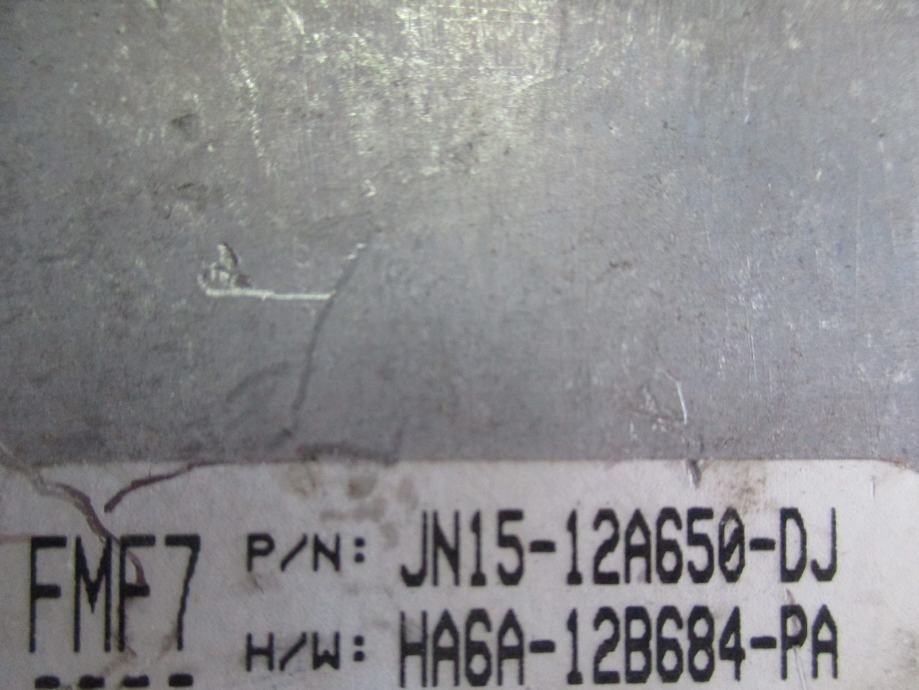 FMF7
P/N: JN15-12A650-DJ
H/W: HA6A-12B684-PA